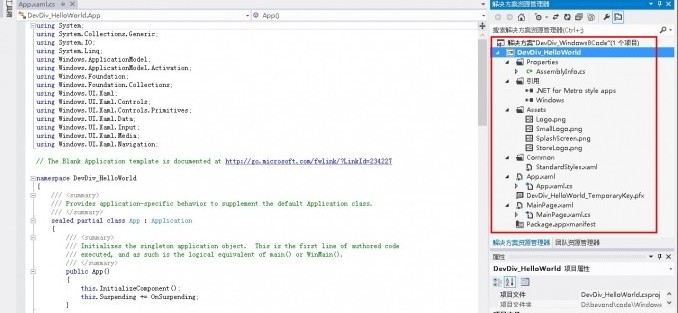 App.xaml.cs
DevDiv_HelloWorld.App
App()
using System;
using System.Collections.Generic;
using System.IO;
using System.Linq;
using Windows.ApplicationModel;
using Windows.ApplicationModel.Activation;
using Windows.Foundation;
using Windows.Foundation.Collections;
using Windows.UI.Xaml;
using Windows.UI.Xaml.Controls;
using Windows.UI.Xaml.Controls.Primitives;
using Windows.UI.Xaml.Data;
using Windows.UI.Xaml.Input;
using Windows.UI.Xaml.Media;
using Windows.UI.Xaml.Navigation;
// The Blank Application template is documented at http://go.microsoft.com/fwlink/?LinkId=234227
namespace DevDiv_HelloWorld
{
/// <summary>
/// Provides application-specific behavior to supplement the default Application class.
/// </summary>
sealed partial class App : Application
{
/// <summary>
/// Initializes the singleton application object.  This is the first line of authored code
/// executed, and as such is the logical equivalent of main() or WinMain().
/// </summary>
public App()
{
this.InitializeComponent();
this.Suspending += OnSuspending;
}
解决方案资源管理器
搜索解决方案资源管理器(Ctrl+;)
解决方案"DevDiv_Windows8Code"(1 个项目)
DevDiv_HelloWorld
Properties
AssemblyInfo.cs
引用
.NET for Metro style apps
Windows
Assets
Logo.png
SmallLogo.png
SplashScreen.png
StoreLogo.png
Common
StandardStyles.xaml
App.xaml
App.xaml.cs
DevDiv_HelloWorld_TemporaryKey.pfx
MainPage.xaml
MainPage.xaml.cs
Package.appxmanifest
解决方案资源管理器 团队资源管理器
属性
DevDiv_HelloWorld 项目属性
项目文件 DevDiv_HelloWorld.csproj